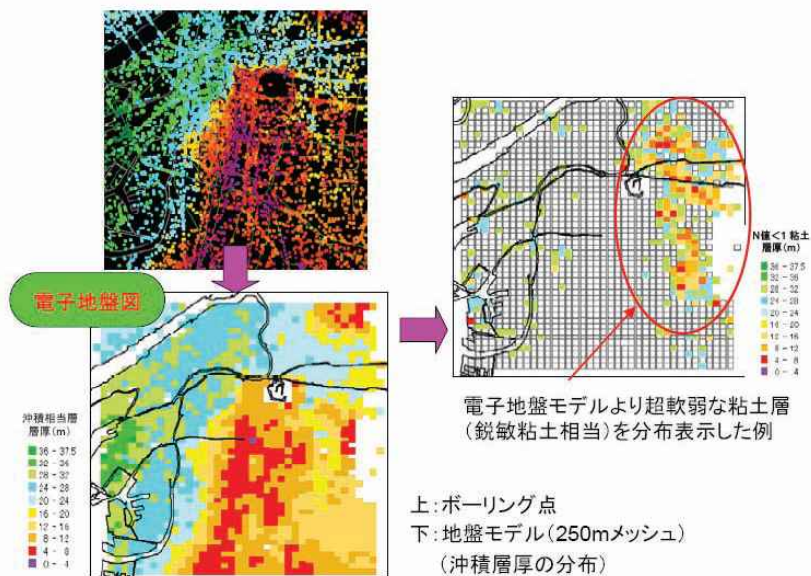 電子地盤図
沖積相当層
層厚(m)
36 - 37.5
32 - 36
28 - 32
24 - 28
20 - 24
16 - 20
12 - 16
8 - 12
4 - 8
0 - 4
N値<1 粘土
層厚(m)
36 - 37.5
32 - 36
28 - 32
24 - 28
20 - 24
16 - 20
12 - 16
8 - 12
4 - 8
0 - 4
電子地盤モデルより超軟弱な粘土層
(鋭敏粘土相当)を分布表示した例
上:ボーリング点
下:地盤モデル(250mメッシュ)
(沖積層厚の分布)